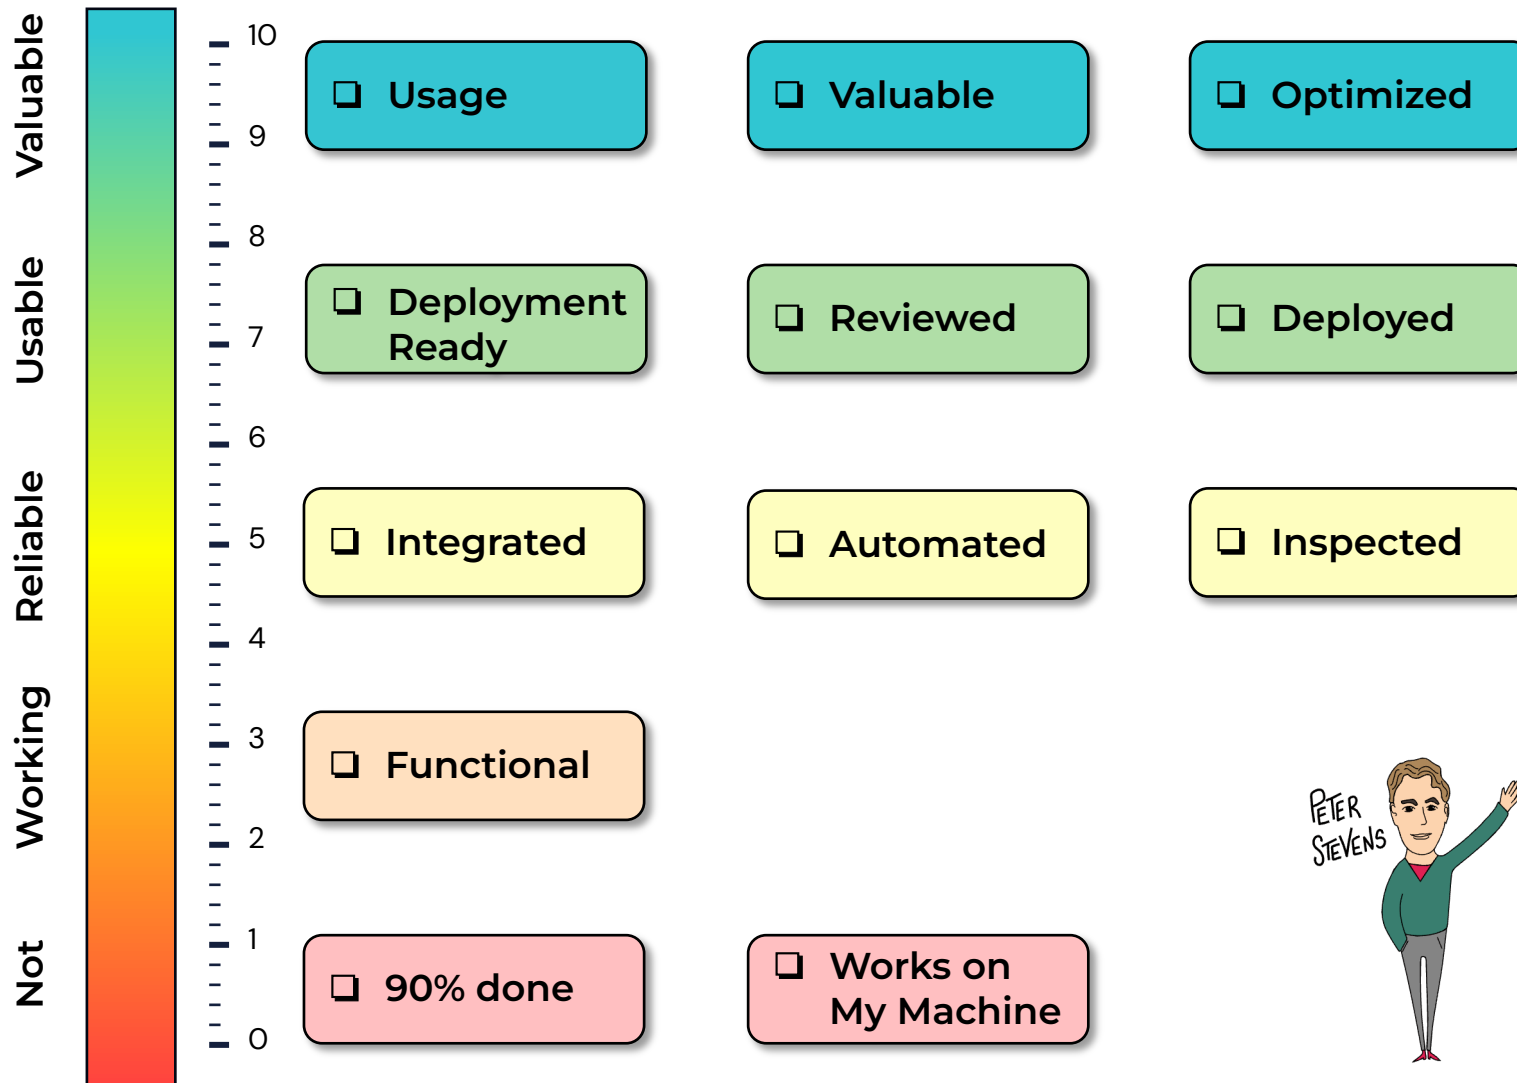 Valuable
10
❑ Usage
❑ Valuable
❑ Optimized
9
8
Usable
❑ Deployment
Ready
❑ Reviewed
❑ Deployed
7
6
Reliable
❑ Integrated
❑ Automated
❑ Inspected
5
4
Working
3
❑ Functional
2
PETER
STEVENS
Not
1
❑ 90% done
❑ Works on
My Machine
0